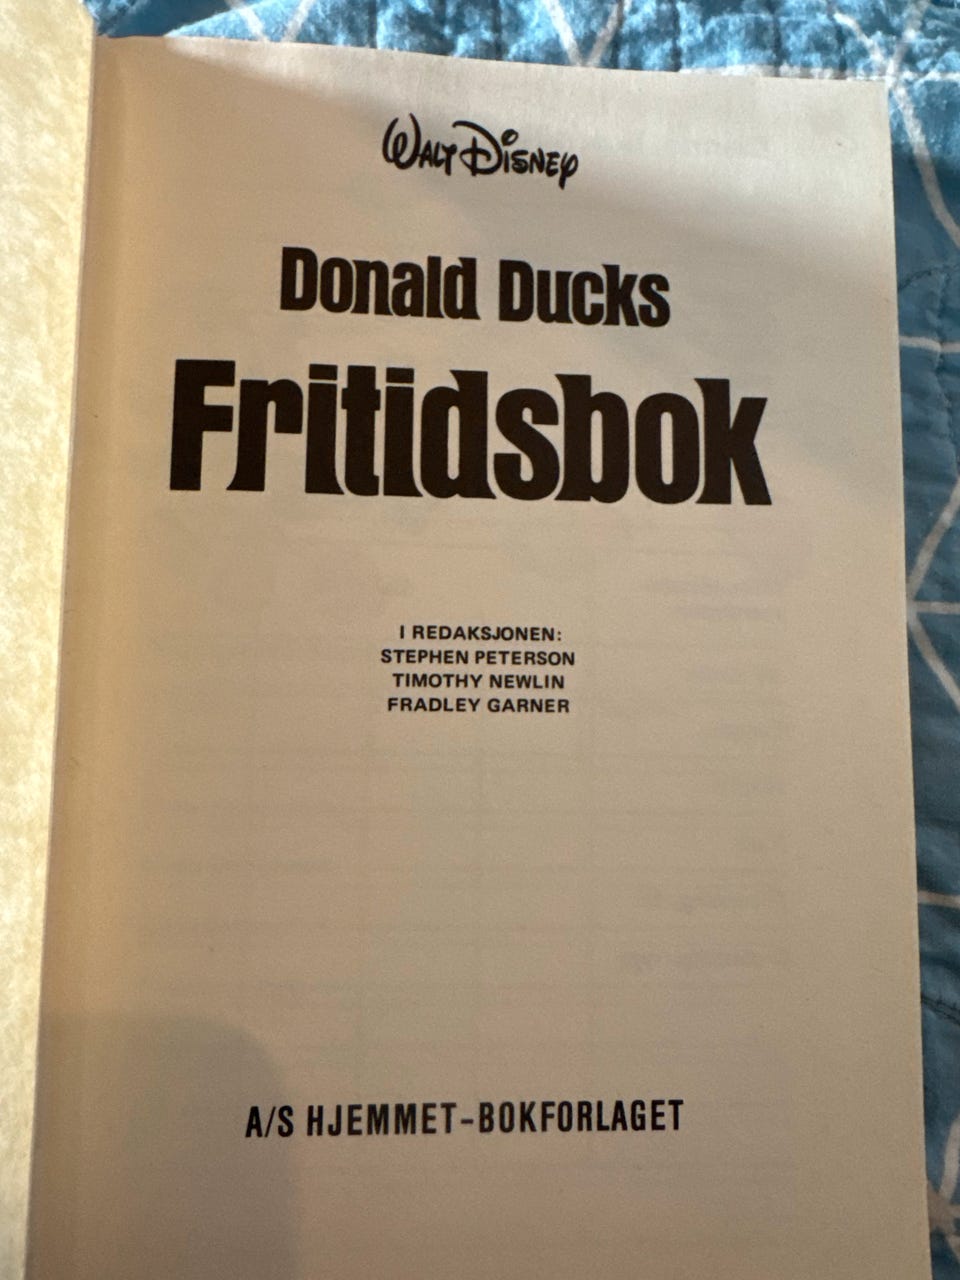 Walt Disney
Donald Ducks
Fritidsbok
I REDAKSJONEN:
STEPHEN PETERSON
TIMOTHY NEWLIN
FRADLEY GARNER
A/S HJEMMET-BOKFORLAGET